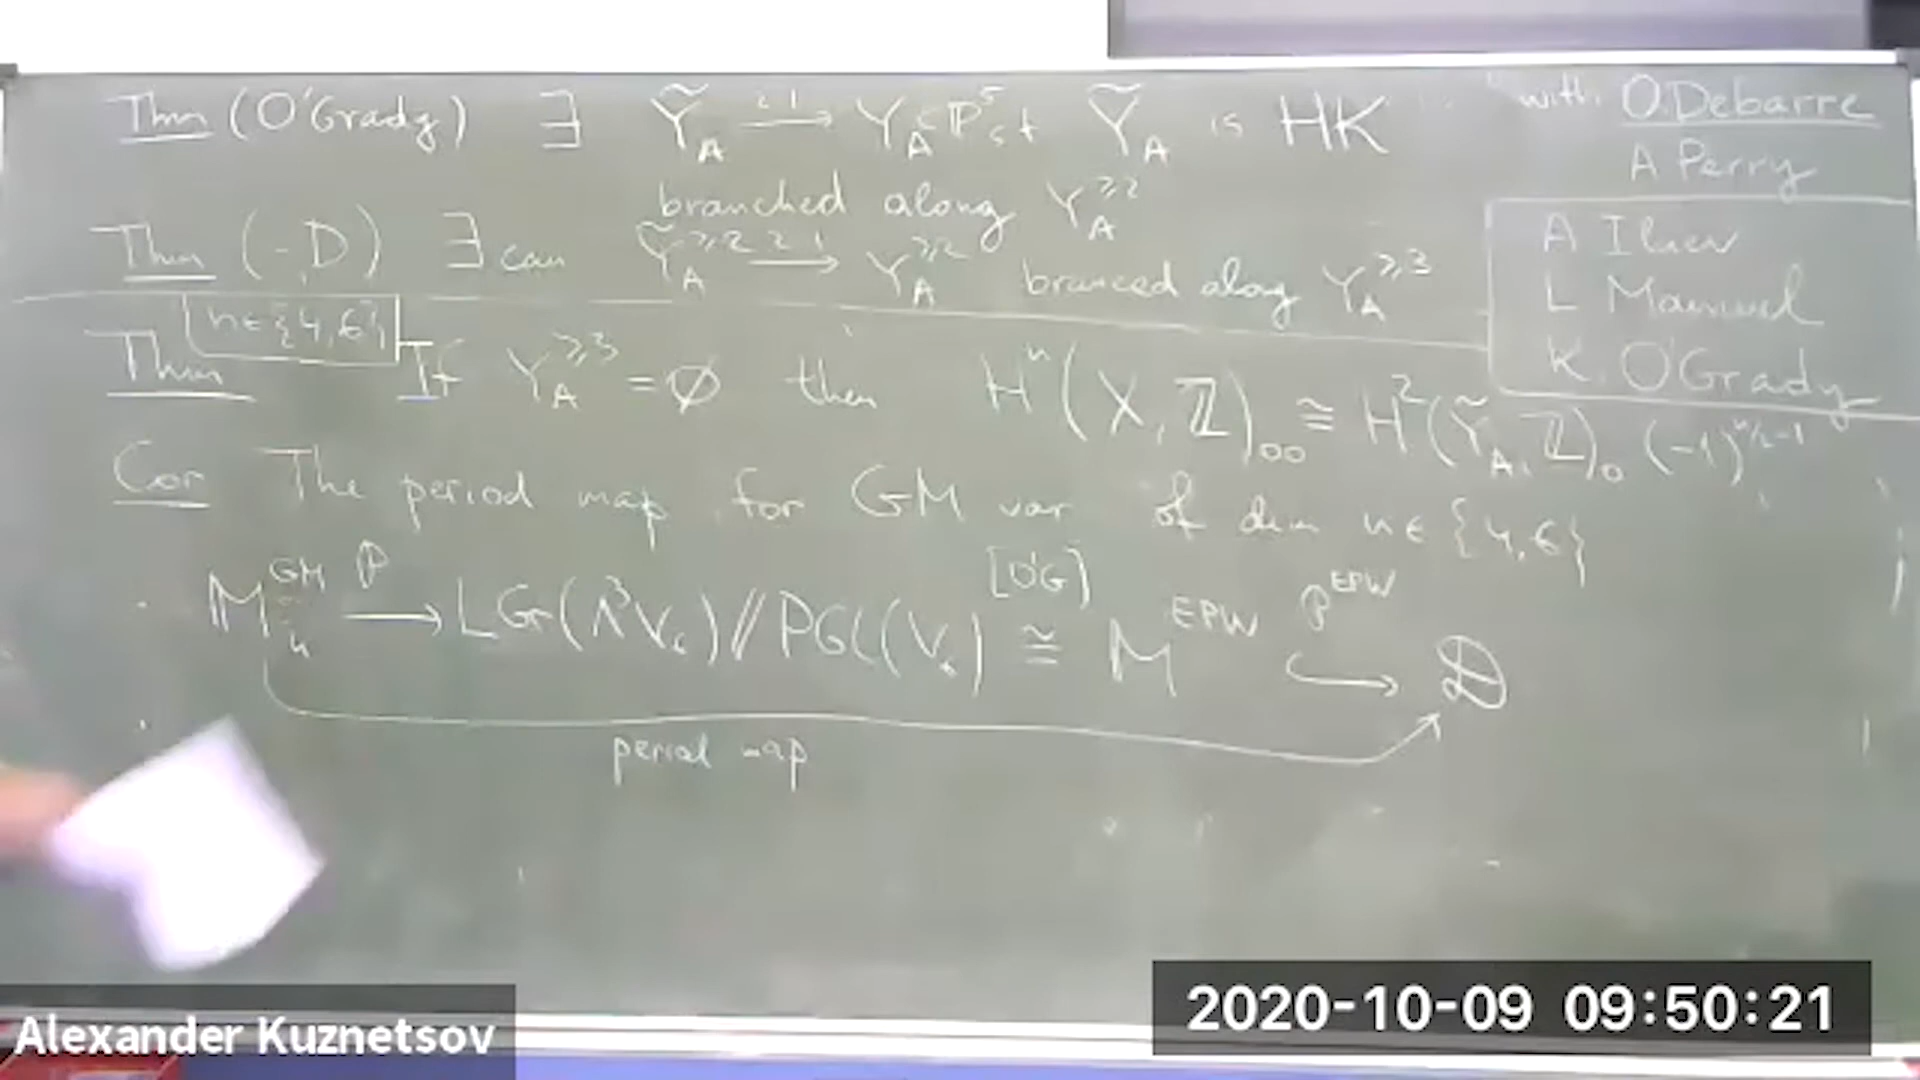 Thm (O'Grady) ∃ Ỹ_A —2:1→ Y_A ⊂ ℙ^5 s.t. Ỹ_A is HK
branched along Y_A^{≥2}
with O.Debarre
A Perry
Thm (-,D) ∃ can Ỹ_A^{≥2} —2:1→ Y_A^{≥2} branced along Y_A^{≥3}
A Iliev
L Manivel
K. O'Grady
n∈{4,6}
Thm If Y_A^{≥3} = ∅ then H^n(X,ℤ)_{00} ≅ H^2(Ỹ_A,ℤ)_0 (-1)^{n/2-1}
Cor The period map for GM var of dim n∈{4,6}
M_n^{GM} —p→ LGr(Λ^3V_6)//PGL(V_6) ≅ [O'G] M^{EPW} ↪ p^{EPW} 𝒟
period map
Alexander Kuznetsov
2020-10-09 09:50:21